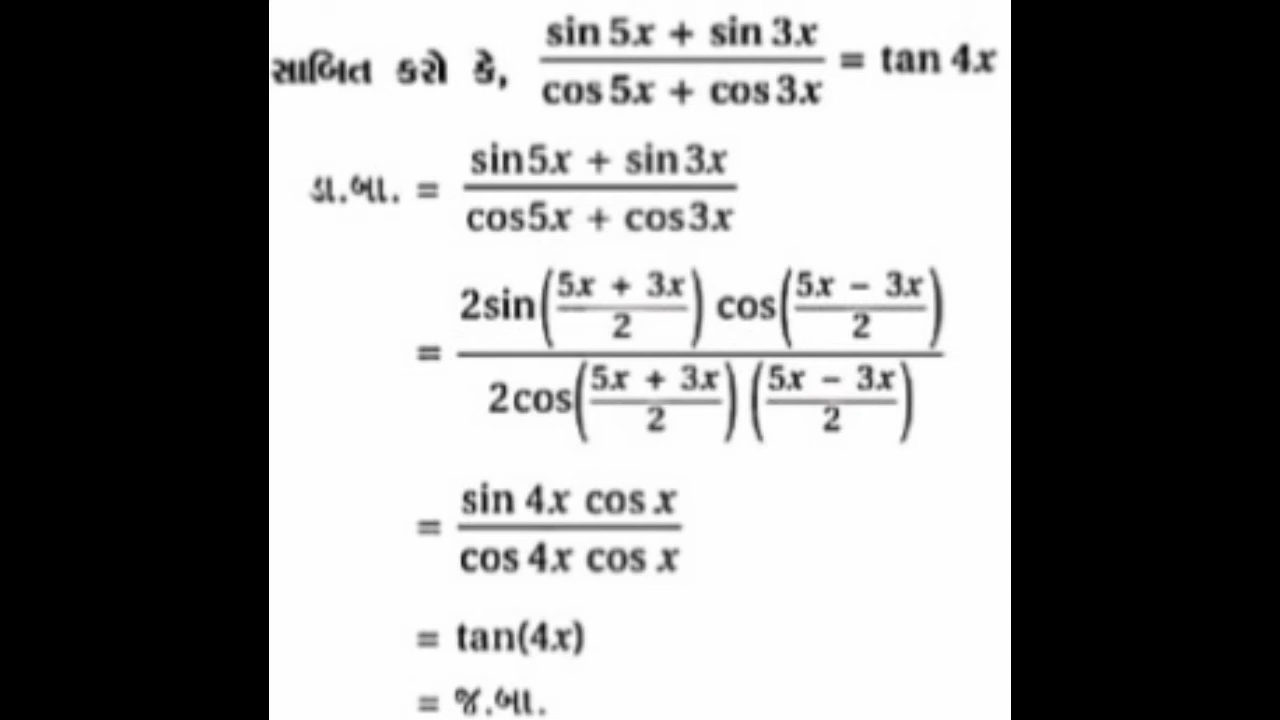 સાબિત કરો કે, (sin 5x + sin 3x)/(cos 5x + cos 3x) = tan 4x
ડા.બા. = (sin5x + sin3x)/(cos5x + cos3x)
= (2sin((5x + 3x)/2) cos((5x − 3x)/2))/(2cos((5x + 3x)/2) ((5x − 3x)/2))
= (sin 4x cos x)/(cos 4x cos x)
= tan(4x)
= જ.બા.